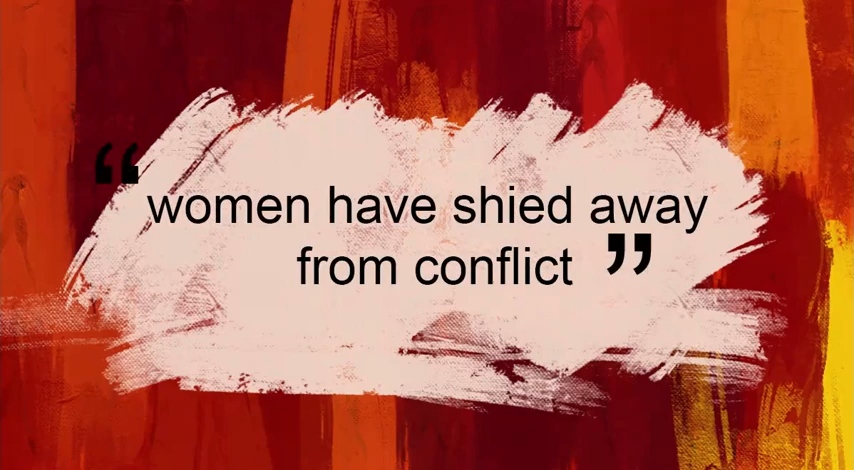 “
women have shied away
from conflict ”